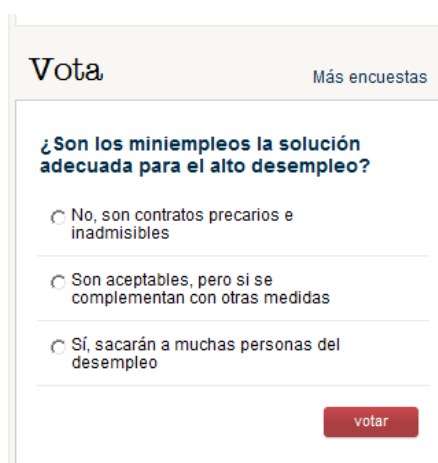 Vota
Más encuestas
¿Son los miniempleos la solución
adecuada para el alto desempleo?
No, son contratos precarios e
inadmisibles
Son aceptables, pero si se
complementan con otras medidas
Sí, sacarán a muchas personas del
desempleo
votar